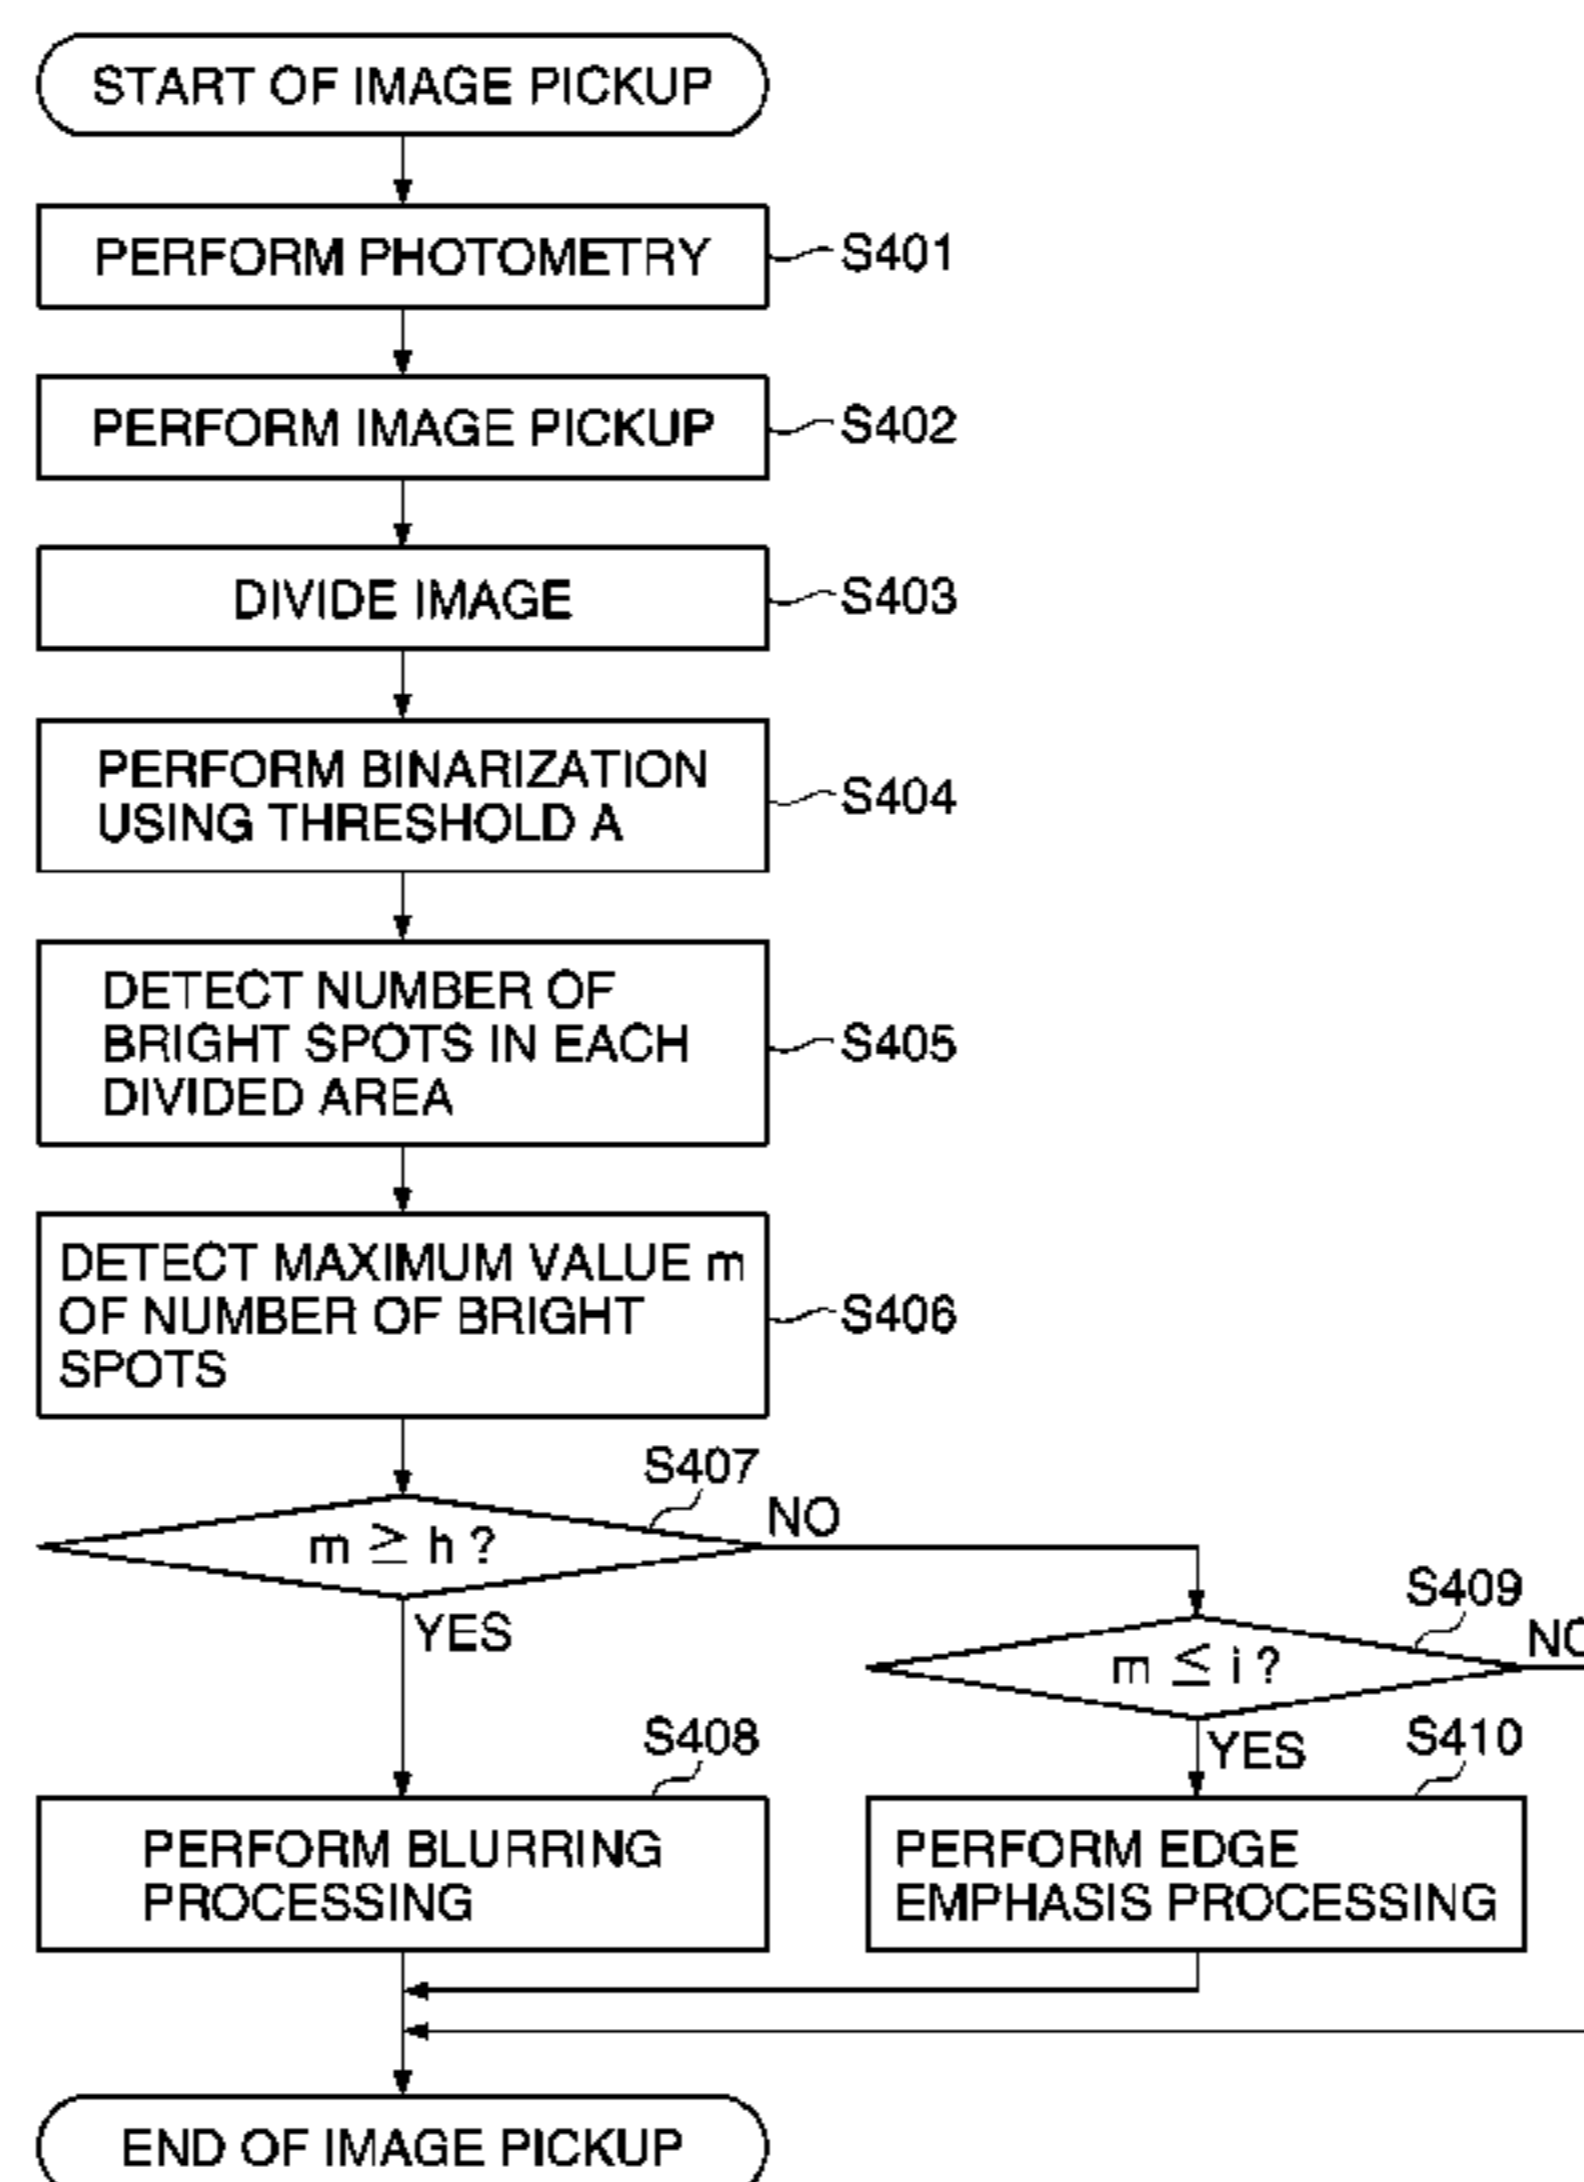 START OF IMAGE PICKUP
PERFORM PHOTOMETRY
S401
PERFORM IMAGE PICKUP
S402
DIVIDE IMAGE
S403
PERFORM BINARIZATION
USING THRESHOLD A
S404
DETECT NUMBER OF
BRIGHT SPOTS IN EACH
DIVIDED AREA
S405
DETECT MAXIMUM VALUE m
OF NUMBER OF BRIGHT
SPOTS
S406
S407
m ≥ h ?
NO
YES
S409
m ≤ i ?
NO
YES
S408
PERFORM BLURRING
PROCESSING
S410
PERFORM EDGE
EMPHASIS PROCESSING
END OF IMAGE PICKUP